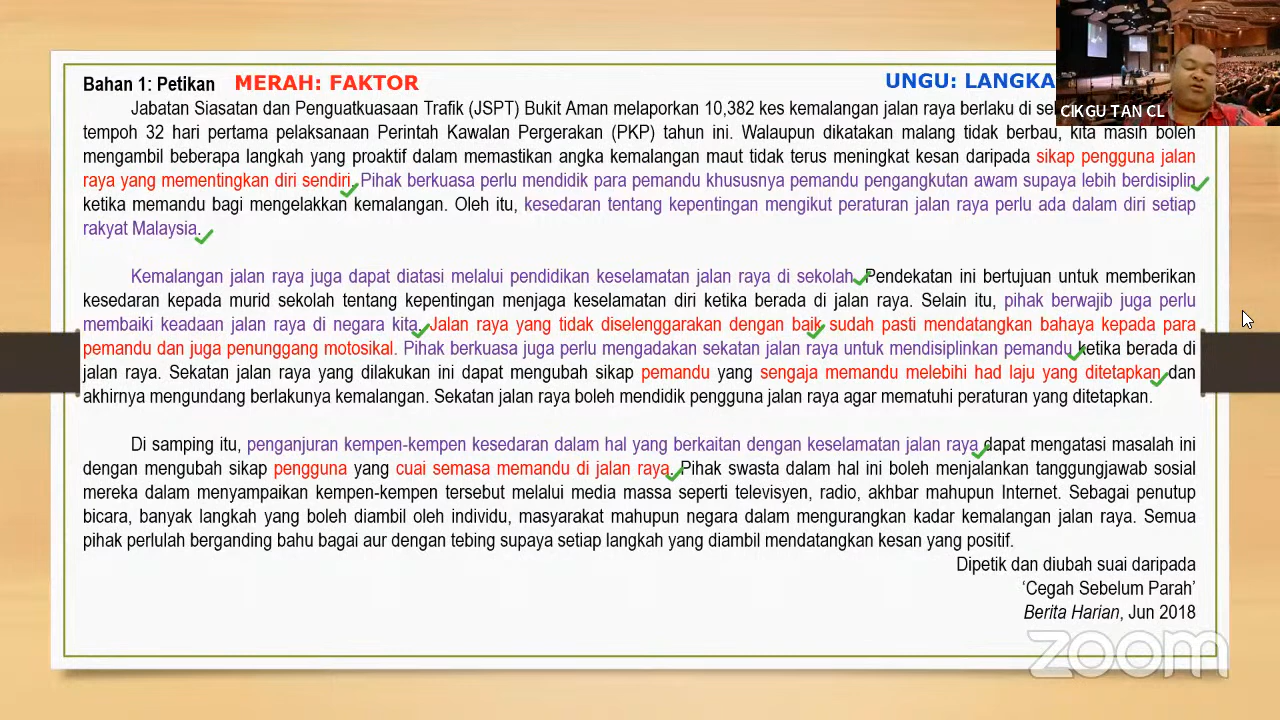 Bahan 1: Petikan MERAH: FAKTOR UNGU: LANGKA
CIKGU TAN CL
Jabatan Siasatan dan Penguatkuasaan Trafik (JSPT) Bukit Aman melaporkan 10,382 kes kemalangan jalan raya berlaku di
tempoh 32 hari pertama pelaksanaan Perintah Kawalan Pergerakan (PKP) tahun ini. Walaupun dikatakan malang tidak berbau, kita masih boleh
mengambil beberapa langkah yang proaktif dalam memastikan angka kemalangan maut tidak terus meningkat kesan daripada sikap pengguna jalan
raya yang mementingkan diri sendiri. Pihak berkuasa perlu mendidik para pemandu khususnya pemandu pengangkutan awam supaya lebih berdisiplin
ketika memandu bagi mengelakkan kemalangan. Oleh itu, kesedaran tentang kepentingan mengikut peraturan jalan raya perlu ada dalam diri setiap
rakyat Malaysia.
Kemalangan jalan raya juga dapat diatasi melalui pendidikan keselamatan jalan raya di sekolah. Pendekatan ini bertujuan untuk memberikan
kesedaran kepada murid sekolah tentang kepentingan menjaga keselamatan diri ketika berada di jalan raya. Selain itu, pihak berwajib juga perlu
membaiki keadaan jalan raya di negara kita. Jalan raya yang tidak diselenggarakan dengan baik sudah pasti mendatangkan bahaya kepada para
pemandu dan juga penunggang motosikal. Pihak berkuasa juga perlu mengadakan sekatan jalan raya untuk mendisiplinkan pemandu ketika berada di
jalan raya. Sekatan jalan raya yang dilakukan ini dapat mengubah sikap pemandu yang sengaja memandu melebihi had laju yang ditetapkan dan
akhirnya mengundang berlakunya kemalangan. Sekatan jalan raya boleh mendidik pengguna jalan raya agar mematuhi peraturan yang ditetapkan.
Di samping itu, penganjuran kempen-kempen kesedaran dalam hal yang berkaitan dengan keselamatan jalan raya dapat mengatasi masalah ini
dengan mengubah sikap pengguna yang cuai semasa memandu di jalan raya. Pihak swasta dalam hal ini boleh menjalankan tanggungjawab sosial
mereka dalam menyampaikan kempen-kempen tersebut melalui media massa seperti televisyen, radio, akhbar mahupun Internet. Sebagai penutup
bicara, banyak langkah yang boleh diambil oleh individu, masyarakat mahupun negara dalam mengurangkan kadar kemalangan jalan raya. Semua
pihak perlulah berganding bahu bagai aur dengan tebing supaya setiap langkah yang diambil mendatangkan kesan yang positif.
Dipetik dan diubah suai daripada
‘Cegah Sebelum Parah’
Berita Harian, Jun 2018
zoom